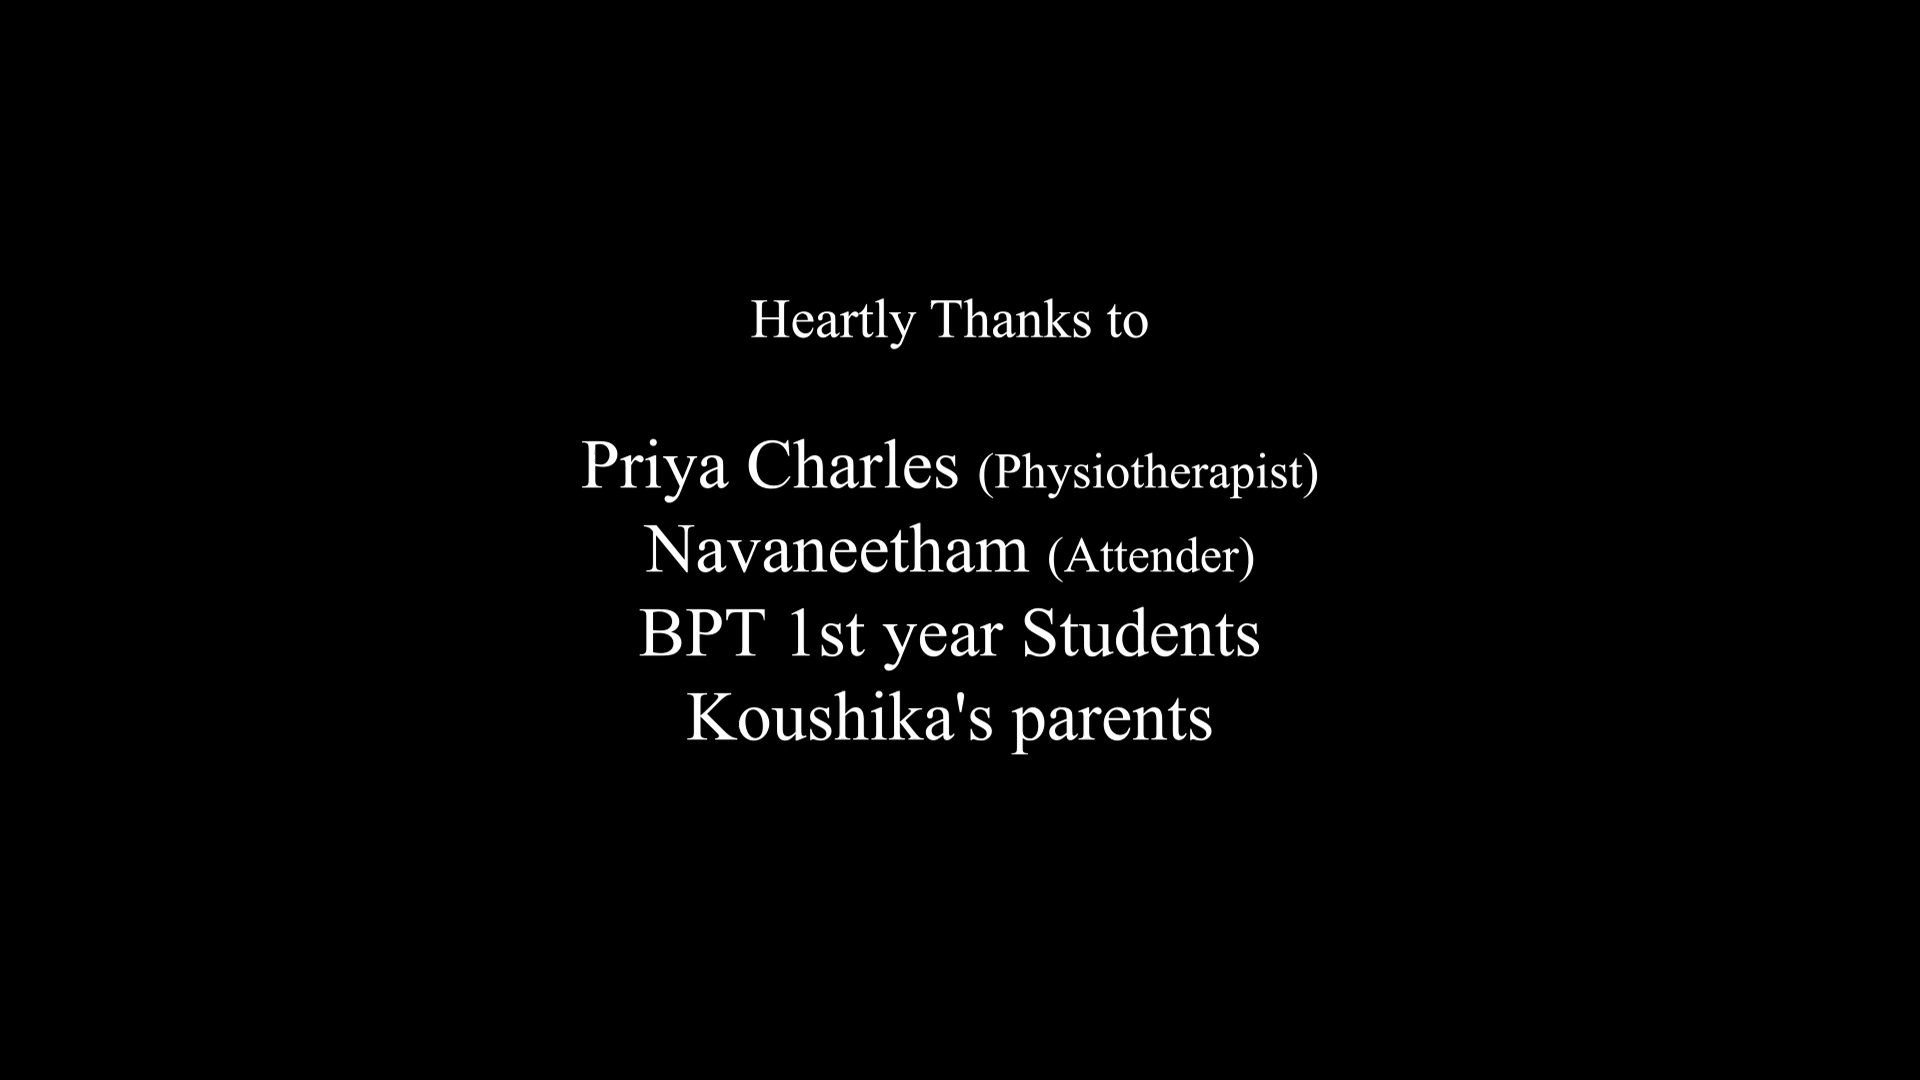 Heartly Thanks to
Priya Charles (Physiotherapist)
Navaneetham (Attender)
BPT 1st year Students
Koushika's parents